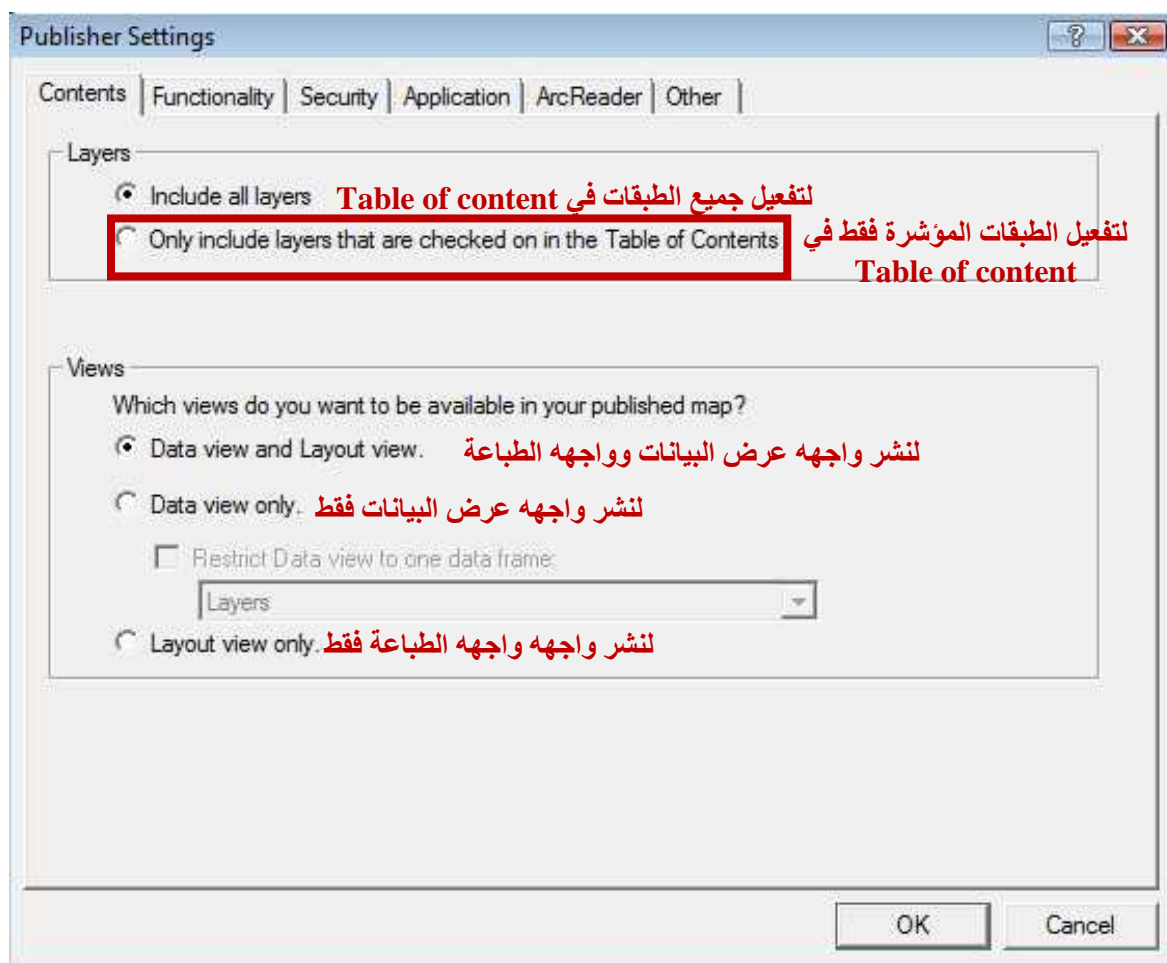 Publisher Settings
Contents Functionality Security Application ArcReader Other
Layers
Include all layers لتفعيل جميع الطبقات في Table of content
Only include layers that are checked on in the Table of Contents لتفعيل الطبقات المؤشرة فقط في
Table of content
Views
Which views do you want to be available in your published map?
Data view and Layout view. لنشر واجهه عرض البيانات وواجهه الطباعة
Data view only. لنشر واجهه عرض البيانات فقط
Restrict Data view to one data frame:
Layers
Layout view only. لنشر واجهه واجهه الطباعة فقط
OK Cancel